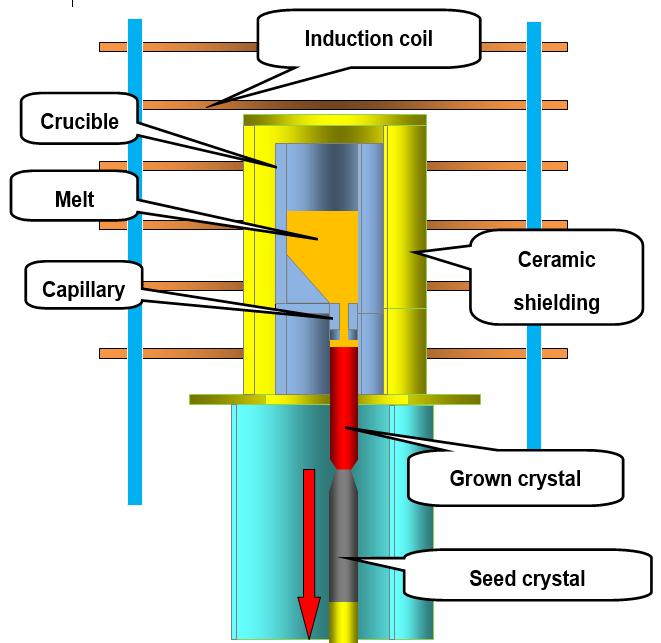 Induction coil
Crucible
Melt
Ceramic
shielding
Capillary
Grown crystal
Seed crystal